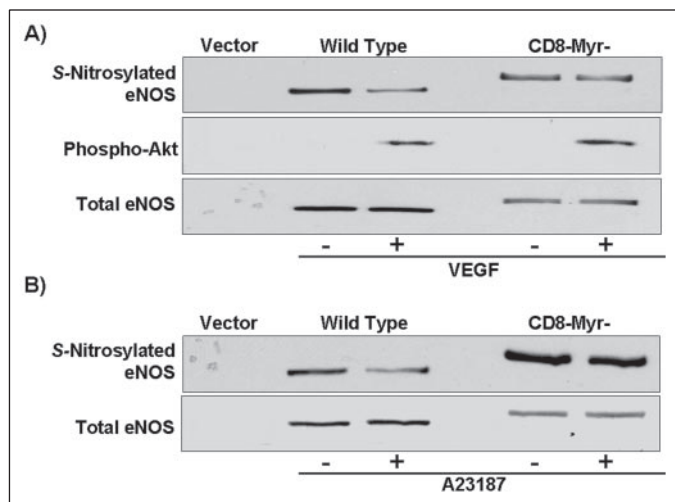 A)
Vector Wild Type CD8-Myr-
S-Nitrosylated
eNOS
Phospho-Akt
Total eNOS
- + - +
VEGF
B)
Vector Wild Type CD8-Myr-
S-Nitrosylated
eNOS
Total eNOS
- + - +
A23187